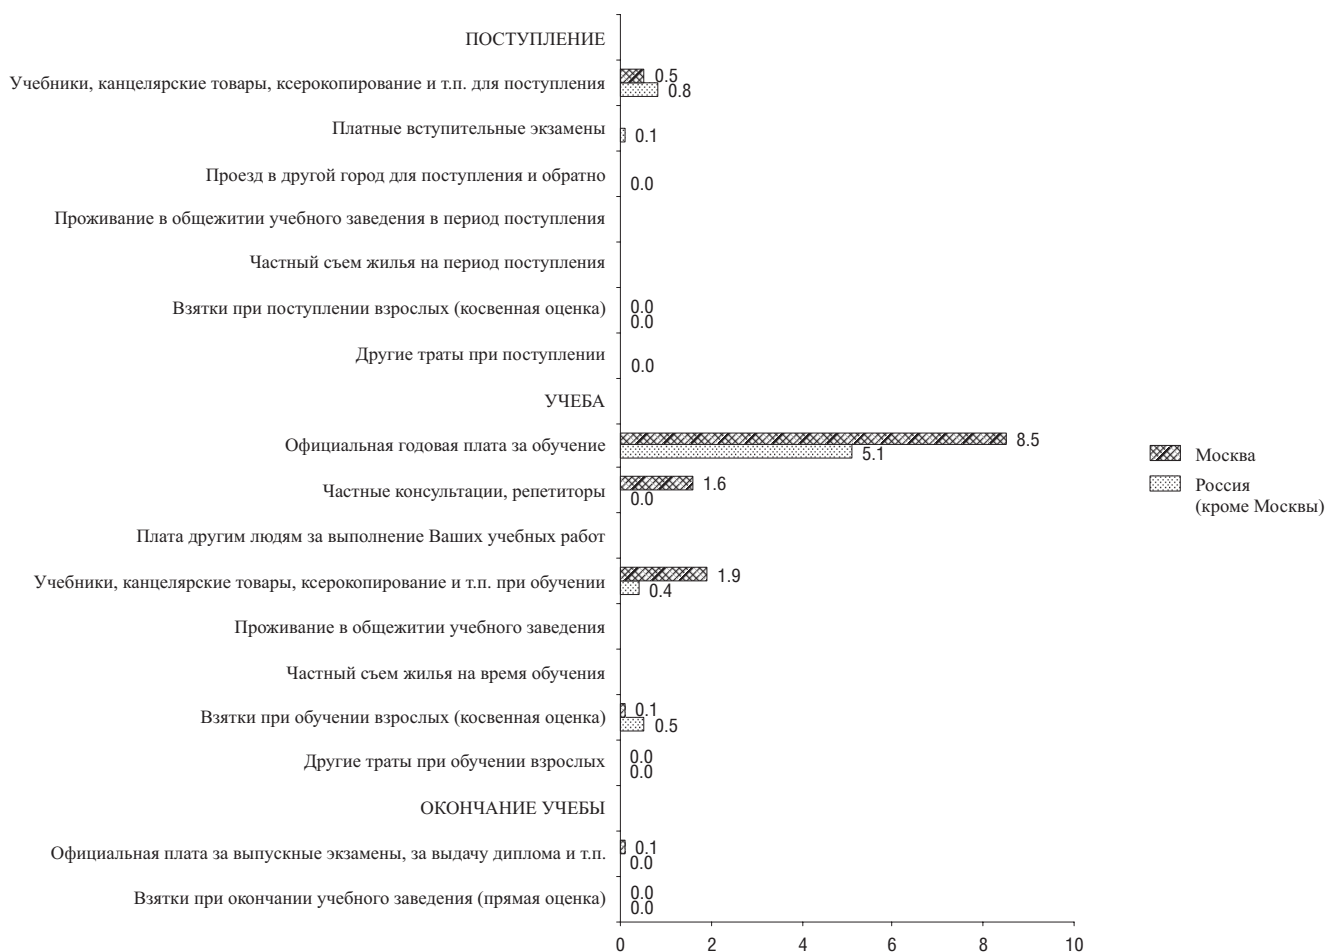 ПОСТУПЛЕНИЕ
Учебники, канцелярские товары, ксерокопирование и т.п. для поступления
0.5
0.8
Платные вступительные экзамены
0.1
Проезд в другой город для поступления и обратно
0.0
Проживание в общежитии учебного заведения в период поступления
Частный съем жилья на период поступления
Взятки при поступлении взрослых (косвенная оценка)
0.0
0.0
Другие траты при поступлении
0.0
УЧЕБА
Официальная годовая плата за обучение
8.5
5.1
Частные консультации, репетиторы
1.6
0.0
Плата другим людям за выполнение Ваших учебных работ
Учебники, канцелярские товары, ксерокопирование и т.п. при обучении
1.9
0.4
Проживание в общежитии учебного заведения
Частный съем жилья на время обучения
Взятки при обучении взрослых (косвенная оценка)
0.1
0.5
Другие траты при обучении взрослых
0.0
0.0
ОКОНЧАНИЕ УЧЕБЫ
Официальная плата за выпускные экзамены, за выдачу диплома и т.п.
0.1
0.0
Взятки при окончании учебного заведения (прямая оценка)
0.0
0.0
0 2 4 6 8 10
Москва
Россия
(кроме Москвы)